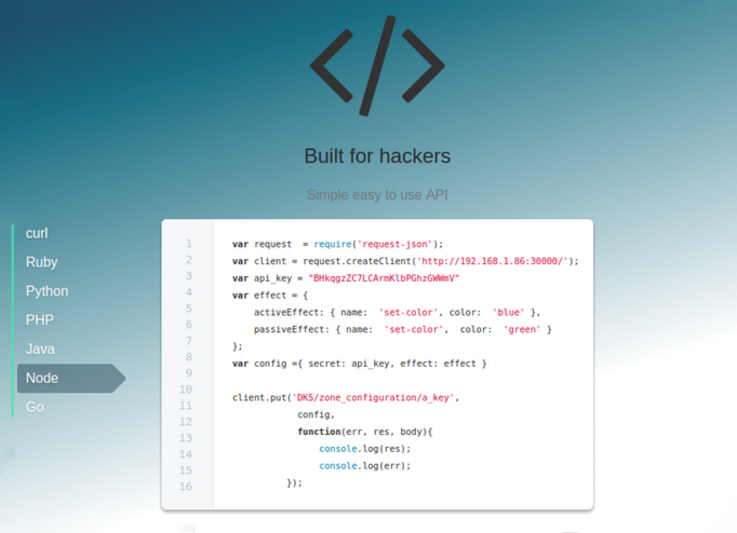 </>
Built for hackers
Simple easy to use API
curl
Ruby
Python
PHP
Java
Node
Go
1 var request  = require('request-json');
2 var client = request.createClient('http://192.168.1.86:30000/');
3 var api_key = "BHkqgzZC7LCArmKlbPGhzGWWmV"
4 var effect = {
5     activeEffect: { name:  'set-color', color:  'blue' },
6     passiveEffect: { name:  'set-color',  color:  'green' }
7 };
8 var config ={ secret: api_key, effect: effect }
9
10 client.put('DK5/zone_configuration/a_key',
11             config,
12             function(err, res, body){
13                 console.log(res);
14                 console.log(err);
15           });
16